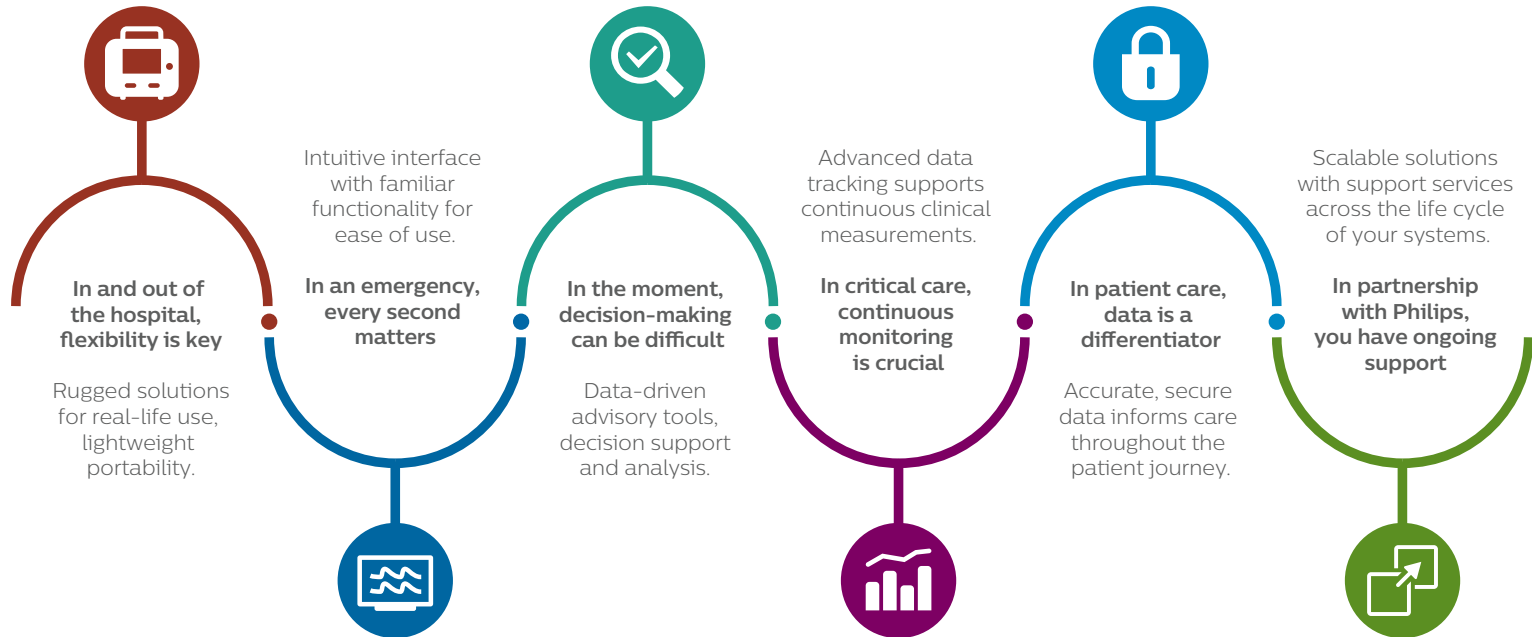 In and out of
the hospital,
flexibility is key
Rugged solutions
for real-life use,
lightweight
portability.
Intuitive interface
with familiar
functionality for
ease of use.
In an emergency,
every second
matters
In the moment,
decision-making
can be difficult
Data-driven
advisory tools,
decision support
and analysis.
Advanced data
tracking supports
continuous clinical
measurements.
In critical care,
continuous
monitoring
is crucial
In patient care,
data is a
differentiator
Accurate, secure
data informs care
throughout the
patient journey.
Scalable solutions
with support services
across the life cycle
of your systems.
In partnership
with Philips,
you have ongoing
support